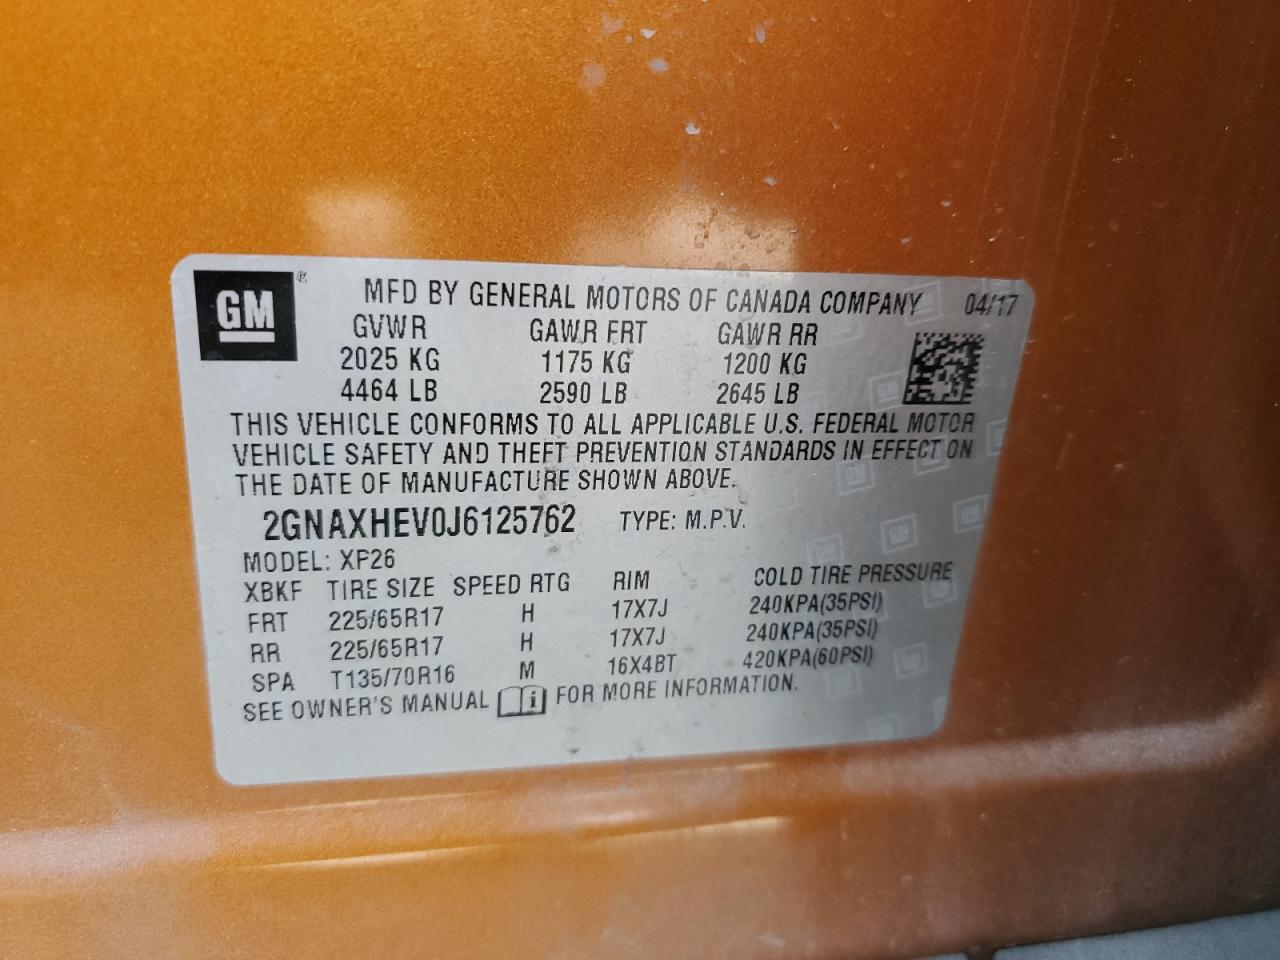 GM ®
MFD BY GENERAL MOTORS OF CANADA COMPANY 04/17
GVWR GAWR FRT GAWR RR
2025 KG 1175 KG 1200 KG
4464 LB 2590 LB 2645 LB
THIS VEHICLE CONFORMS TO ALL APPLICABLE U.S. FEDERAL MOTOR
VEHICLE SAFETY AND THEFT PREVENTION STANDARDS IN EFFECT ON
THE DATE OF MANUFACTURE SHOWN ABOVE.
2GNAXHEV0J6125762 TYPE: M.P.V.
MODEL: XP26
XBKF TIRE SIZE SPEED RTG RIM COLD TIRE PRESSURE
FRT 225/65R17 H 17X7J 240KPA(35PSI)
RR 225/65R17 H 17X7J 240KPA(35PSI)
SPA T135/70R16 M 16X4BT 420KPA(60PSI)
SEE OWNER'S MANUAL i FOR MORE INFORMATION.